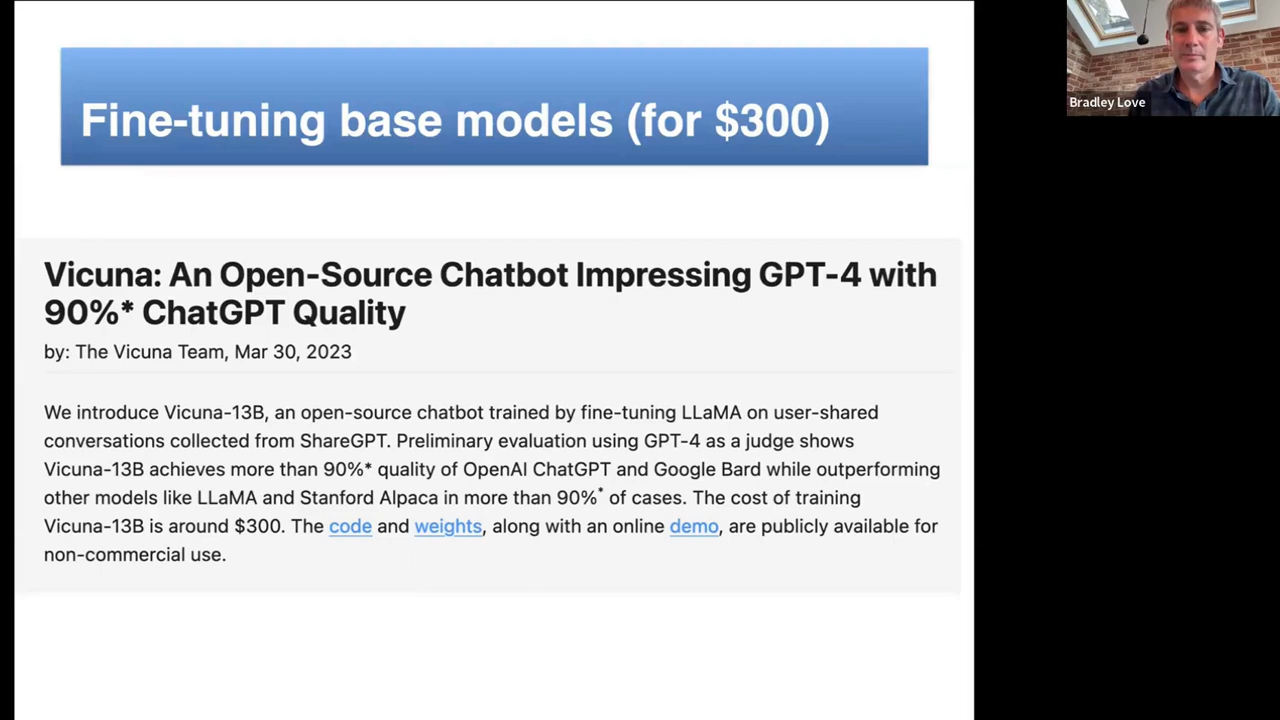 Fine-tuning base models (for $300)
Bradley Love
Vicuna: An Open-Source Chatbot Impressing GPT-4 with
90%* ChatGPT Quality
by: The Vicuna Team, Mar 30, 2023
We introduce Vicuna-13B, an open-source chatbot trained by fine-tuning LLaMA on user-shared
conversations collected from ShareGPT. Preliminary evaluation using GPT-4 as a judge shows
Vicuna-13B achieves more than 90%* quality of OpenAI ChatGPT and Google Bard while outperforming
other models like LLaMA and Stanford Alpaca in more than 90%* of cases. The cost of training
Vicuna-13B is around $300. The code and weights, along with an online demo, are publicly available for
non-commercial use.